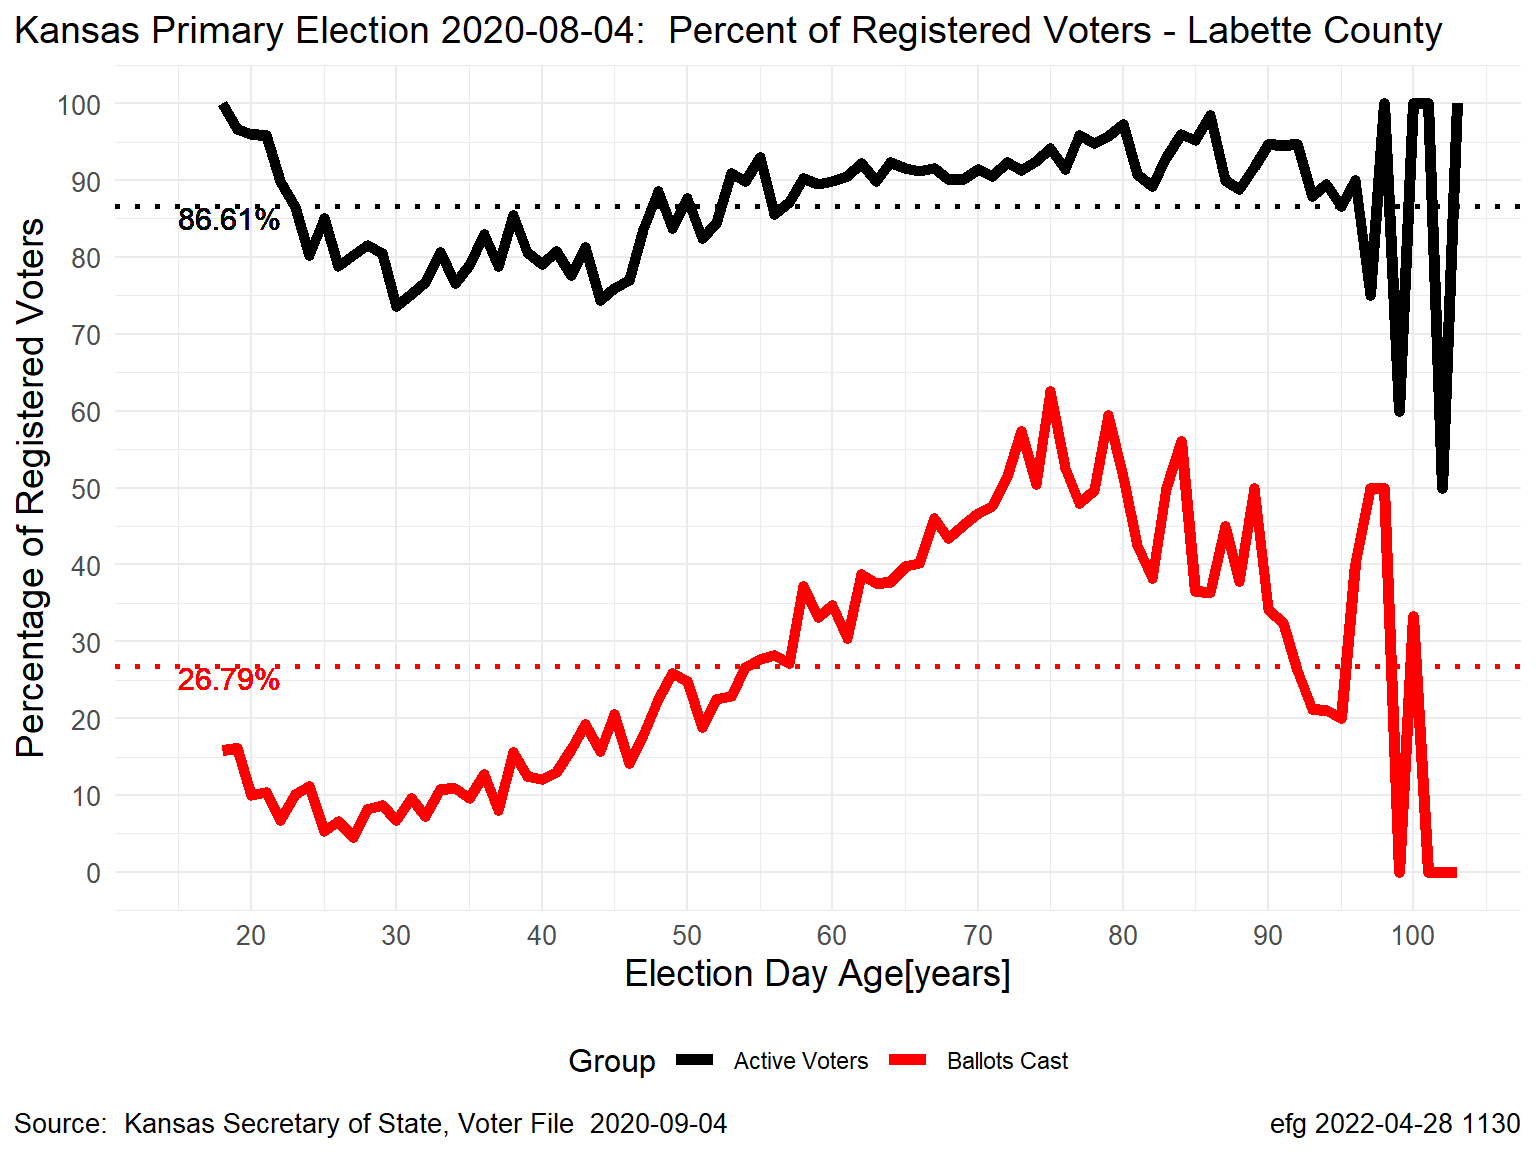 Kansas Primary Election 2020-08-04:  Percent of Registered Voters - Labette County
Percentage of Registered Voters
100
90
80
70
60
50
40
30
20
10
0
86.61%
26.79%
20 30 40 50 60 70 80 90 100
Election Day Age[years]
Group Active Voters Ballots Cast
Source:  Kansas Secretary of State, Voter File  2020-09-04 efg 2022-04-28 1130